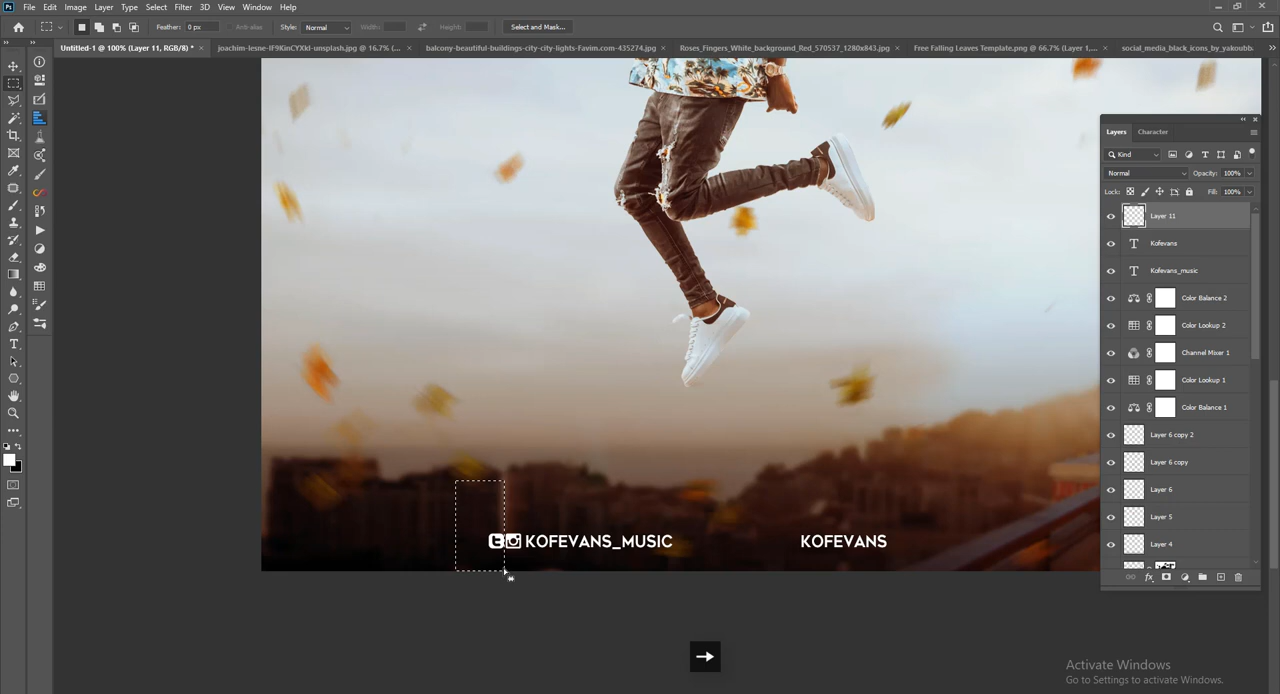 Ps File Edit Image Layer Type Select Filter 3D View Window Help
Feather: 0 px Anti-alias Style: Normal Width: Height: Select and Mask...
Untitled-1 @ 100% (Layer 11, RGB/8) * × joachim-lesne-IF9KinCYXkI-unsplash.jpg @ 16.7% (... × balcony-beautiful-buildings-city-city-lights-Favim.com-435274.jpg × Roses_Fingers_White_background_Red_570537_1280x843.jpg × Free Falling Leaves Template.png @ 66.7% (Layer 1,... × social_media_black_icons_by_yakoubb
Layers Character
Kind
Normal Opacity: 100%
Lock: Fill: 100%
Layer 11
T Kofevans
T Kofevans_music
Color Balance 2
Color Lookup 2
Channel Mixer 1
Color Lookup 1
Color Balance 1
Layer 6 copy 2
Layer 6 copy
Layer 6
Layer 5
Layer 4
fx
KOFEVANS_MUSIC KOFEVANS
Activate Windows
Go to Settings to activate Windows.